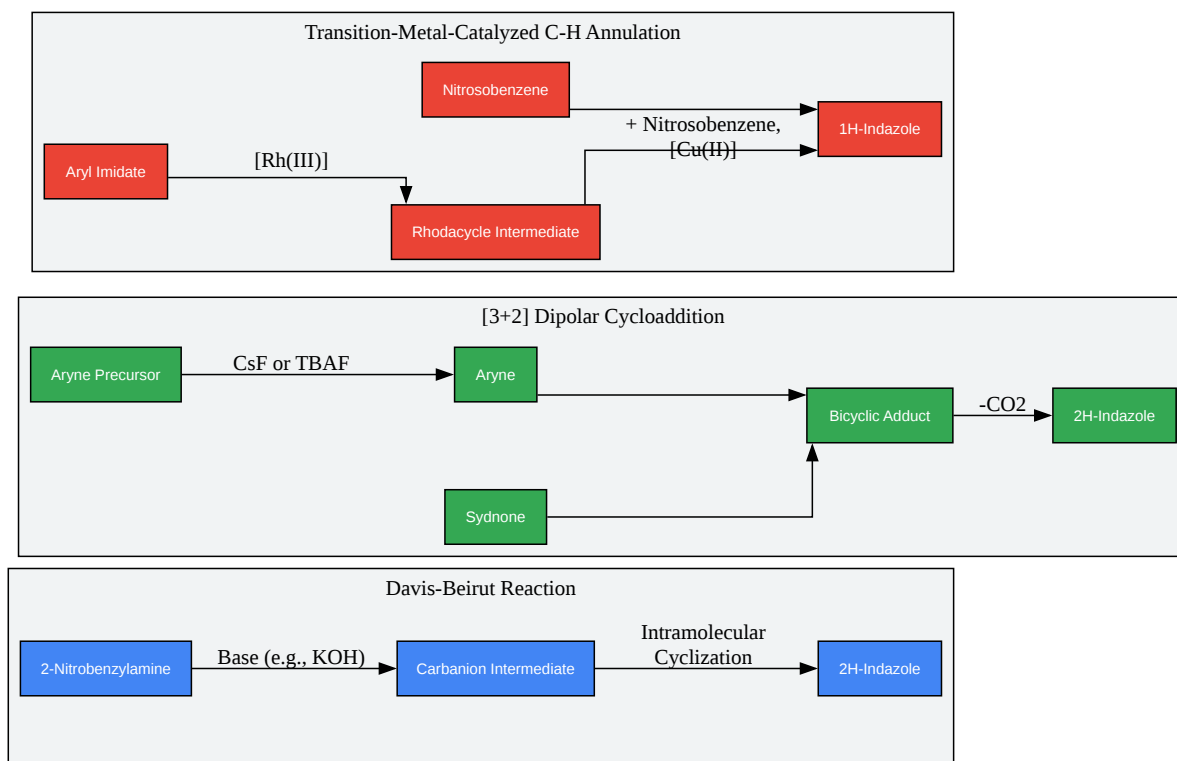 Transition-Metal-Catalyzed C-H Annulation
Nitrosobenzene
+ Nitrosobenzene,
[Cu(II)]
1H-Indazole
Aryl Imidate
[Rh(III)]
Rhodacycle Intermediate
[3+2] Dipolar Cycloaddition
Aryne Precursor
CsF or TBAF
Aryne
Bicyclic Adduct
-CO2
2H-Indazole
Sydnone
Davis-Beirut Reaction
2-Nitrobenzylamine
Base (e.g., KOH)
Carbanion Intermediate
Intramolecular
Cyclization
2H-Indazole